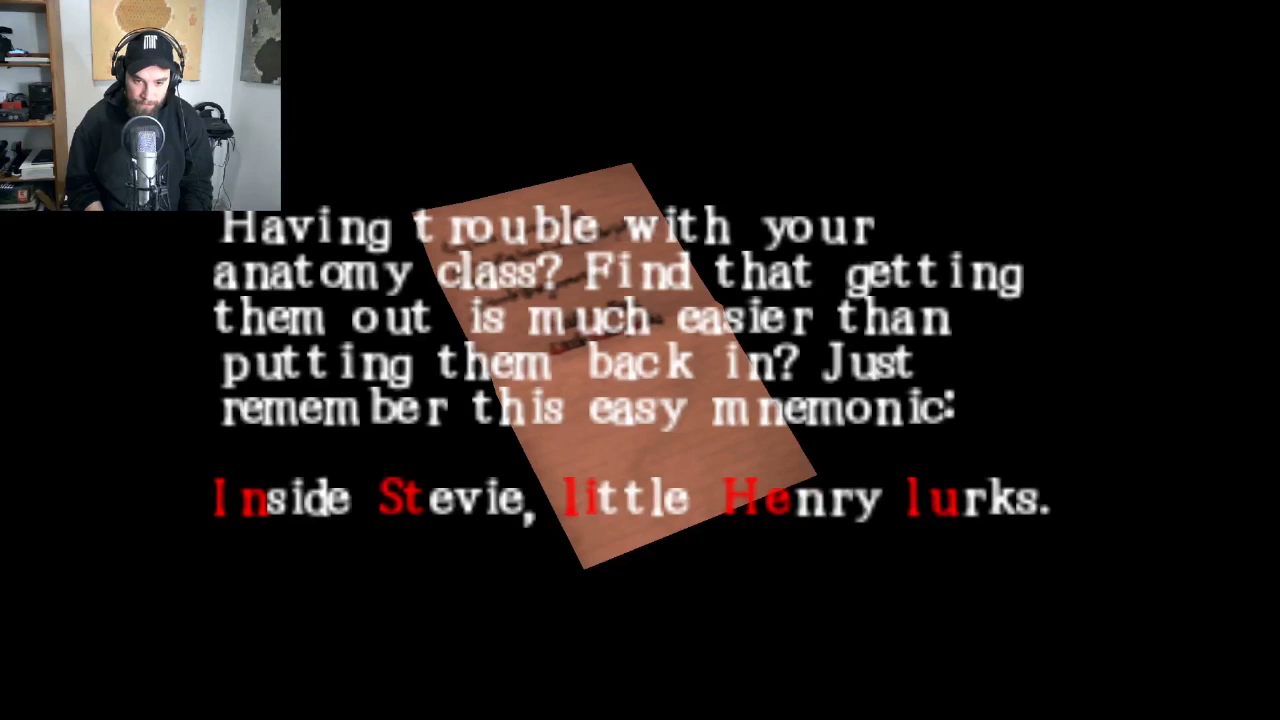 Having trouble with your
anatomy class? Find that getting
them out is much easier than
putting them back in? Just
remember this easy mnemonic:
Inside Stevie, little Henry lurks.